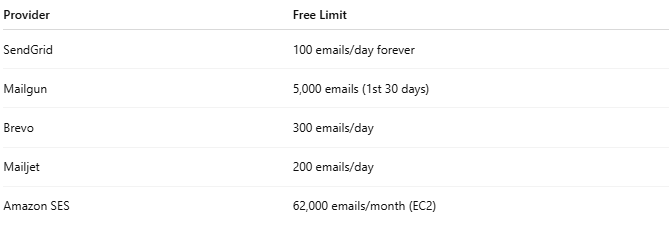 Provider Free Limit
SendGrid 100 emails/day forever
Mailgun 5,000 emails (1st 30 days)
Brevo 300 emails/day
Mailjet 200 emails/day
Amazon SES 62,000 emails/month (EC2)